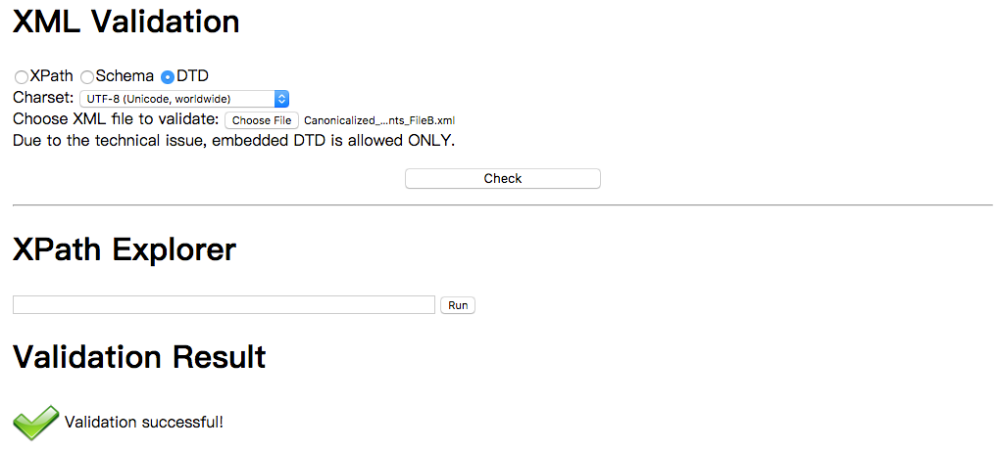 XML Validation
XPath Schema DTD
Charset: UTF-8 (Unicode, worldwide)
Choose XML file to validate: Choose File Canonicalized_...nts_FileB.xml
Due to the technical issue, embedded DTD is allowed ONLY.
Check
XPath Explorer
Run
Validation Result
Validation successful!